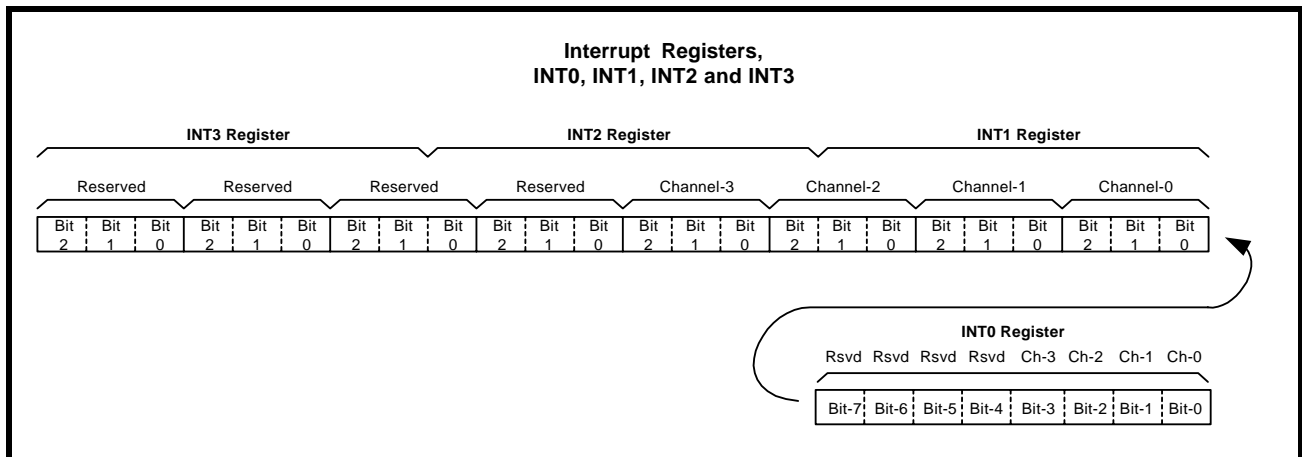 Interrupt Registers,
INT0, INT1, INT2 and INT3
INT3 Register INT2 Register INT1 Register
Reserved Reserved Reserved Reserved Channel-3 Channel-2 Channel-1 Channel-0
Bit Bit Bit Bit Bit Bit Bit Bit Bit Bit Bit Bit Bit Bit Bit Bit Bit Bit Bit Bit Bit Bit Bit Bit
2 1 0 2 1 0 2 1 0 2 1 0 2 1 0 2 1 0 2 1 0 2 1 0
INT0 Register
Rsvd Rsvd Rsvd Rsvd Ch-3 Ch-2 Ch-1 Ch-0
Bit-7 Bit-6 Bit-5 Bit-4 Bit-3 Bit-2 Bit-1 Bit-0